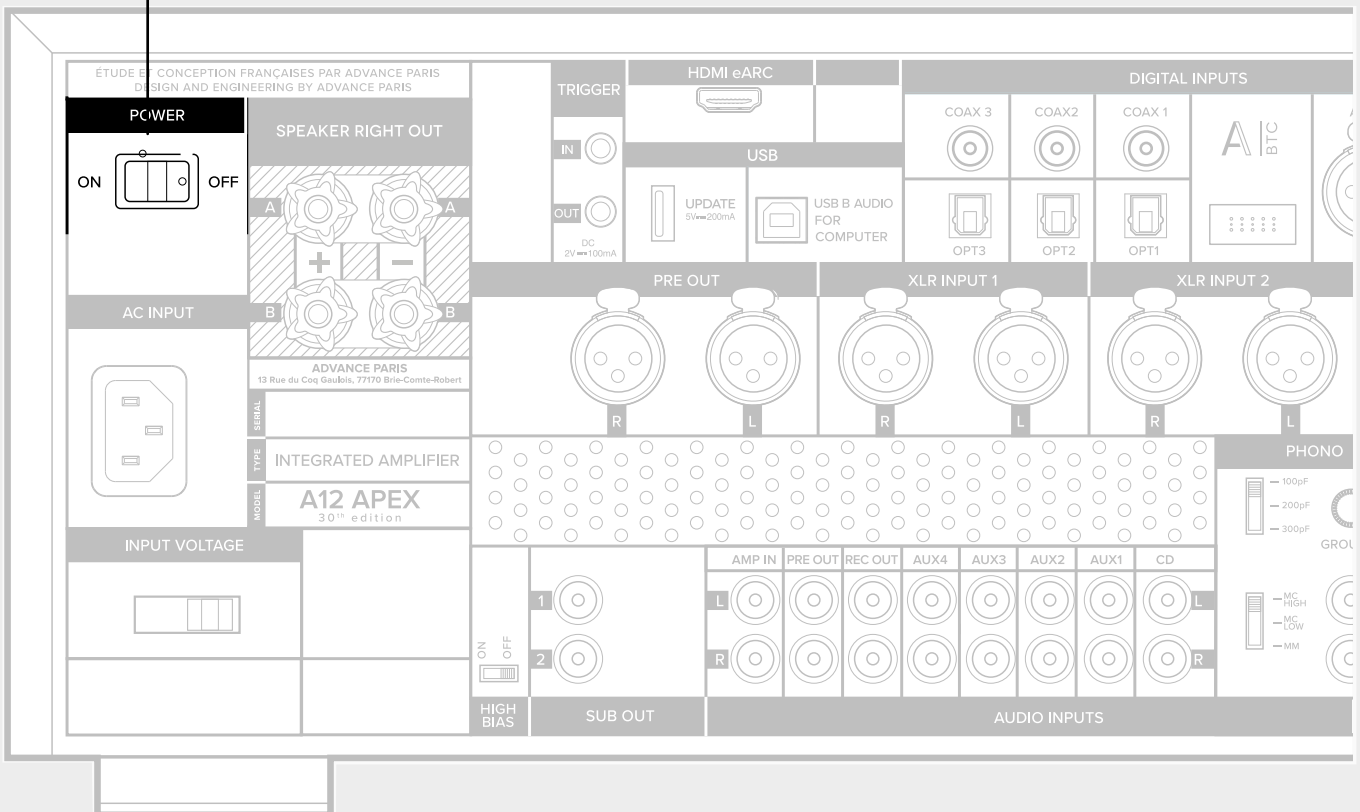 ÉTUDE ET CONCEPTION FRANÇAISES PAR ADVANCE PARIS
DESIGN AND ENGINEERING BY ADVANCE PARIS
POWER
ON
OFF
SPEAKER RIGHT OUT
A
A
+
−
B
B
AC INPUT
ADVANCE PARIS
13 Rue du Coq Gaulois, 77170 Brie-Comte-Robert
SERIAL
TYPE
INTEGRATED AMPLIFIER
MODEL
A12 APEX
30th edition
INPUT VOLTAGE
TRIGGER
IN
OUT
DC
2V⎓100mA
HDMI eARC
USB
UPDATE
5V⎓200mA
USB B AUDIO
FOR
COMPUTER
DIGITAL INPUTS
COAX 3
COAX2
COAX 1
OPT3
OPT2
OPT1
A
BTC
PRE OUT
R
L
XLR INPUT 1
R
L
XLR INPUT 2
R
L
PHONO
100pF
200pF
300pF
MC
HIGH
MC
LOW
MM
ON
OFF
HIGH
BIAS
1
2
SUB OUT
AMP IN
PRE OUT
REC OUT
AUX4
AUX3
AUX2
AUX1
CD
L
L
R
R
AUDIO INPUTS